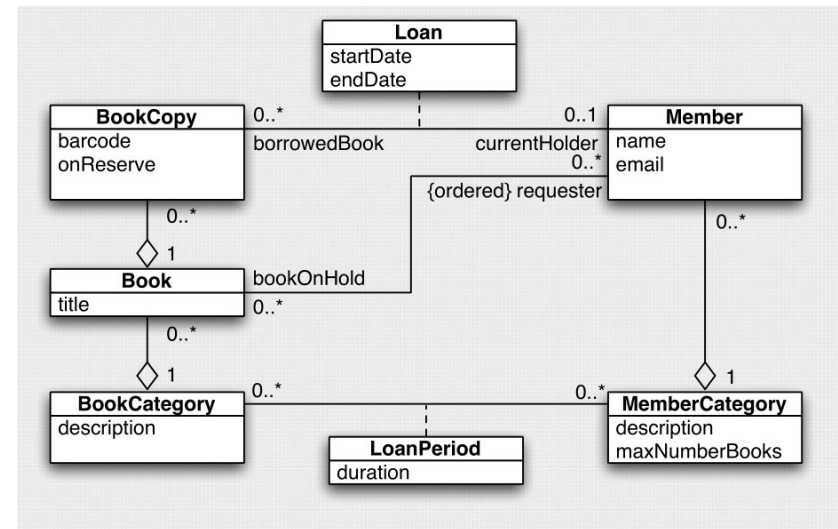 Loan
startDate
endDate
BookCopy
barcode
onReserve
0..*
borrowedBook
0..1
currentHolder
Member
name
email
0..*
{ordered} requester
0..*
1
0..*
Book
title
bookOnHold
0..*
0..*
1
1
BookCategory
description
0..*
0..*
MemberCategory
description
maxNumberBooks
LoanPeriod
duration